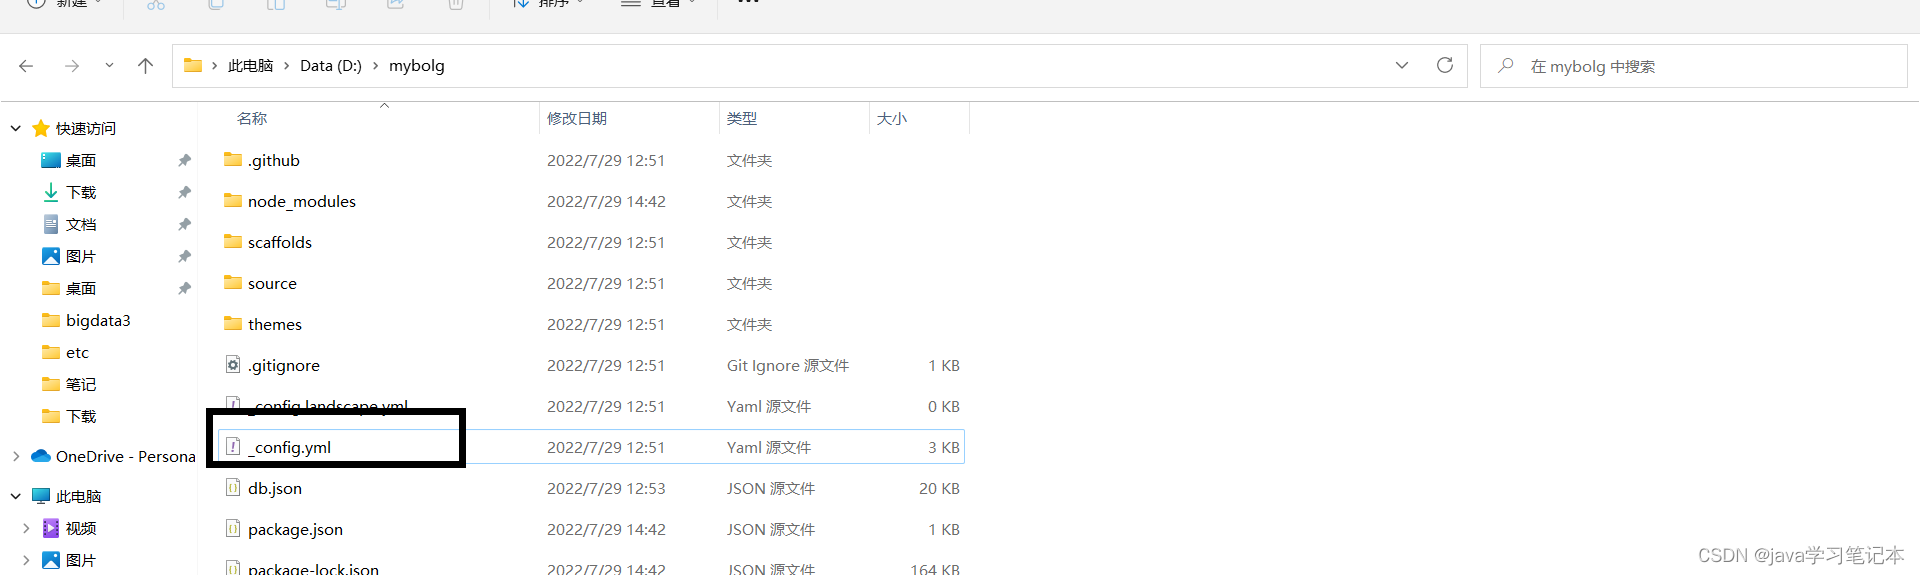 新建 排序 查看
此电脑 Data (D:) mybolg 在 mybolg 中搜索
名称 修改日期 类型 大小
快速访问
桌面
下载
文档
图片
桌面
bigdata3
etc
笔记
下载
OneDrive - Persona
此电脑
视频
图片
.github 2022/7/29 12:51 文件夹
node_modules 2022/7/29 14:42 文件夹
scaffolds 2022/7/29 12:51 文件夹
source 2022/7/29 12:51 文件夹
themes 2022/7/29 12:51 文件夹
.gitignore 2022/7/29 12:51 Git Ignore 源文件 1 KB
_config.landscape.yml 2022/7/29 12:51 Yaml 源文件 0 KB
_config.yml 2022/7/29 12:51 Yaml 源文件 3 KB
db.json 2022/7/29 12:53 JSON 源文件 20 KB
package.json 2022/7/29 14:42 JSON 源文件 1 KB
package-lock.json 2022/7/29 14:42 JSON 源文件 164 KB
CSDN @java学习笔记本